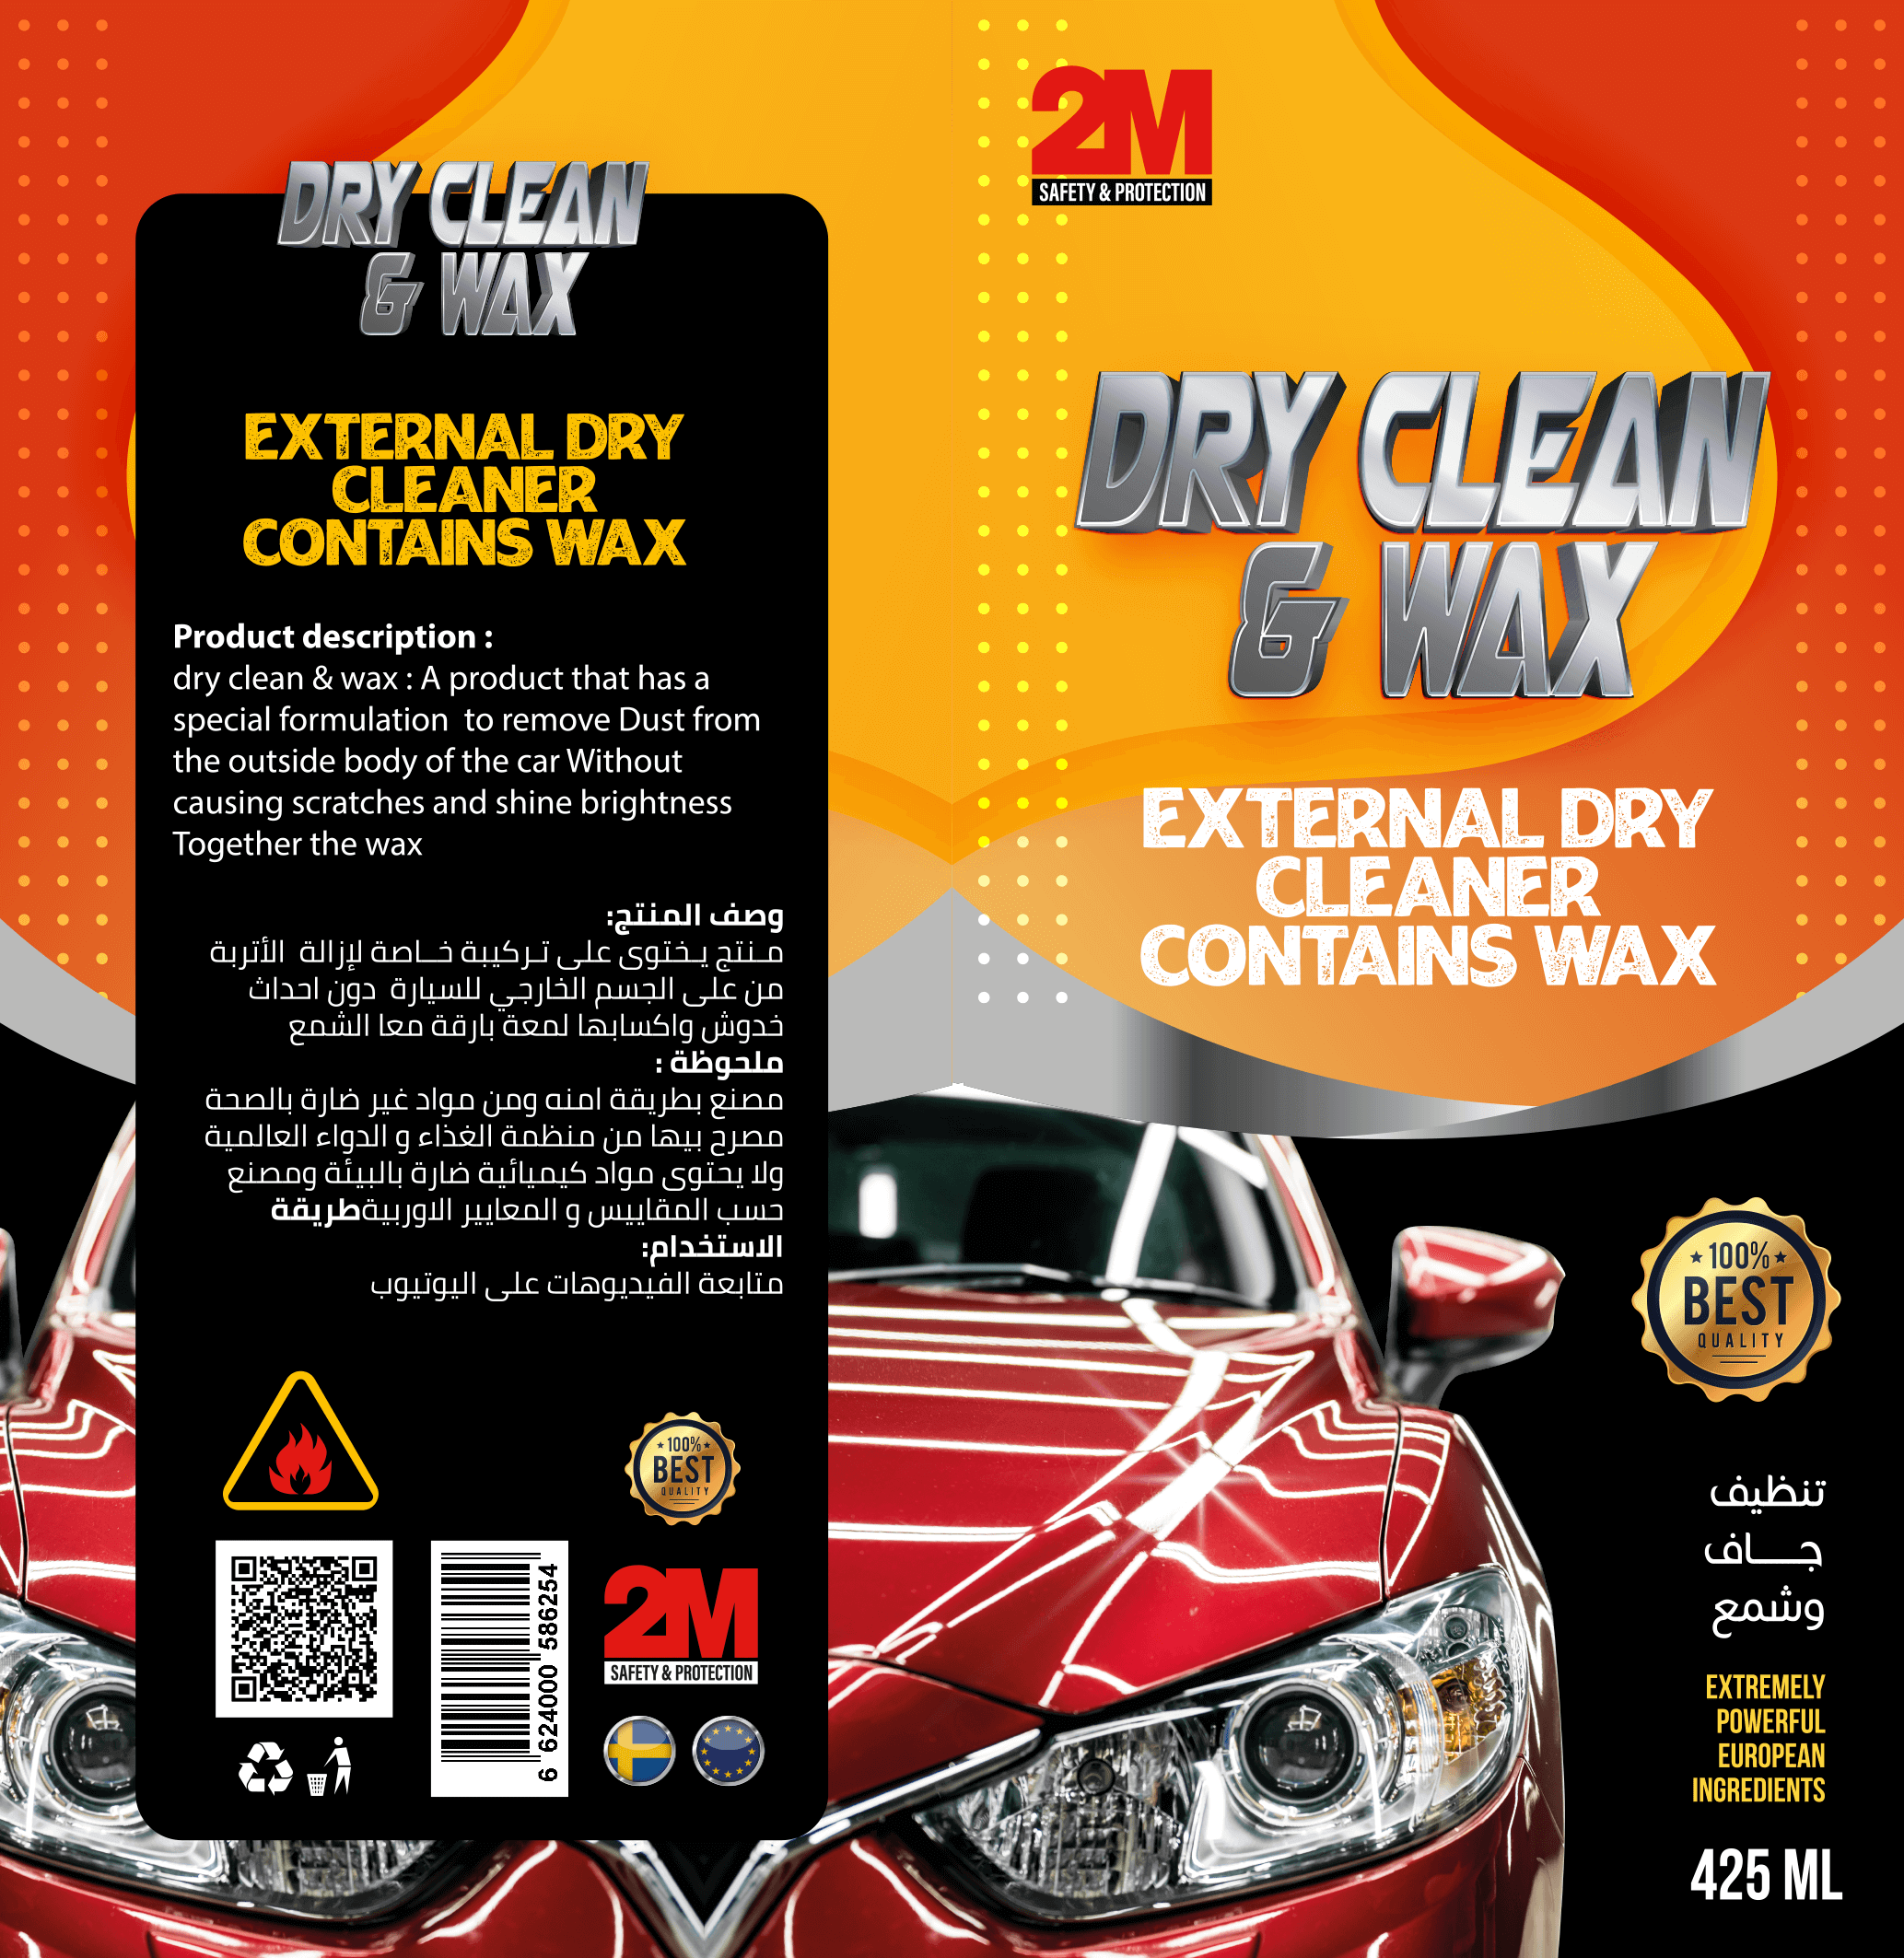 DRY CLEAN
& WAX
EXTERNAL DRY
CLEANER
CONTAINS WAX
Product description :
dry clean & wax : A product that has a
special formulation  to remove Dust from
the outside body of the car Without
causing scratches and shine brightness
Together the wax
وصف المنتج:
مـنتج يـختوى على تـركيبة خــاصة لإزالة  الأتربة
من على الجسم الخارجي للسيارة  دون احداث
خدوش واكسابها لمعة بارقة معا الشمع
ملحوظة :
مصنع بطريقة امنه ومن مواد غير ضارة بالصحة
مصرح بيها من منظمة الغذاء و الدواء العالمية
ولا يحتوى مواد كيميائية ضارة بالبيئة ومصنع
حسب المقاييس و المعايير الاوربيةطريقة
الاستخدام:
متابعة الفيديوهات على اليوتيوب
100%
BEST
QUALITY
6 624000 586254
2M
SAFETY & PROTECTION
2M
SAFETY & PROTECTION
DRY CLEAN
& WAX
EXTERNAL DRY
CLEANER
CONTAINS WAX
100%
BEST
QUALITY
تنظيف
جــاف
وشمع
EXTREMELY
POWERFUL
EUROPEAN
INGREDIENTS
425 ML